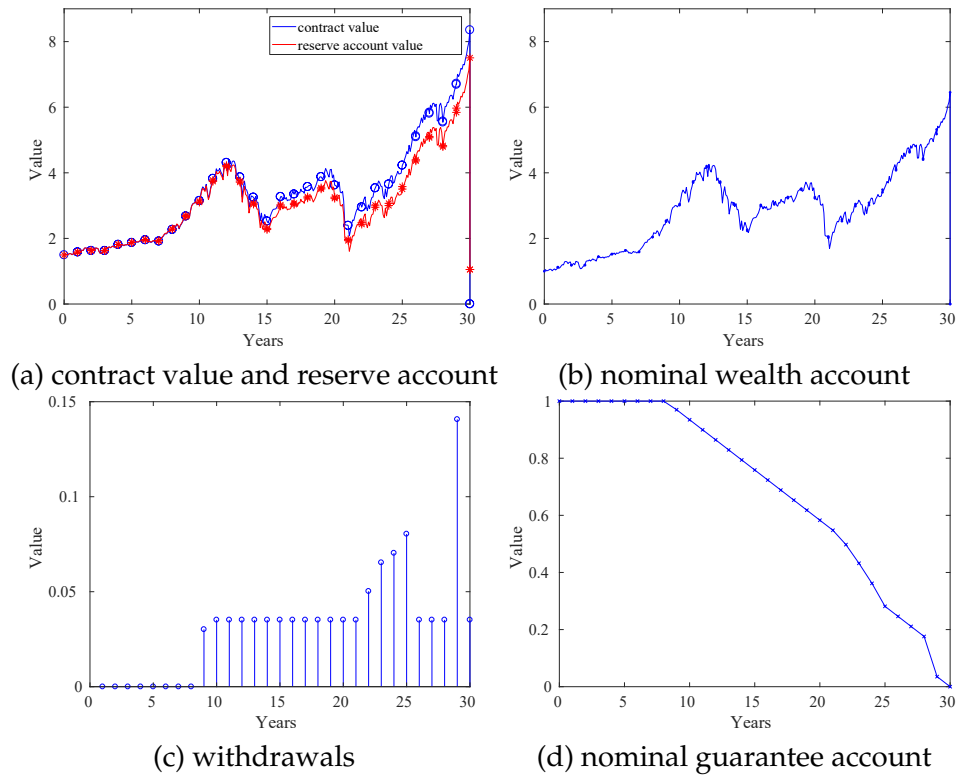 contract value
reserve account value
8
6
4
2
0
Value
0 5 10 15 20 25 30
Years
(a) contract value and reserve account
8
6
4
2
0
Value
0 5 10 15 20 25 30
Years
(b) nominal wealth account
0.15
0.1
0.05
0
Value
0 5 10 15 20 25 30
Years
(c) withdrawals
1
0.8
0.6
0.4
0.2
0
Value
0 5 10 15 20 25 30
Years
(d) nominal guarantee account